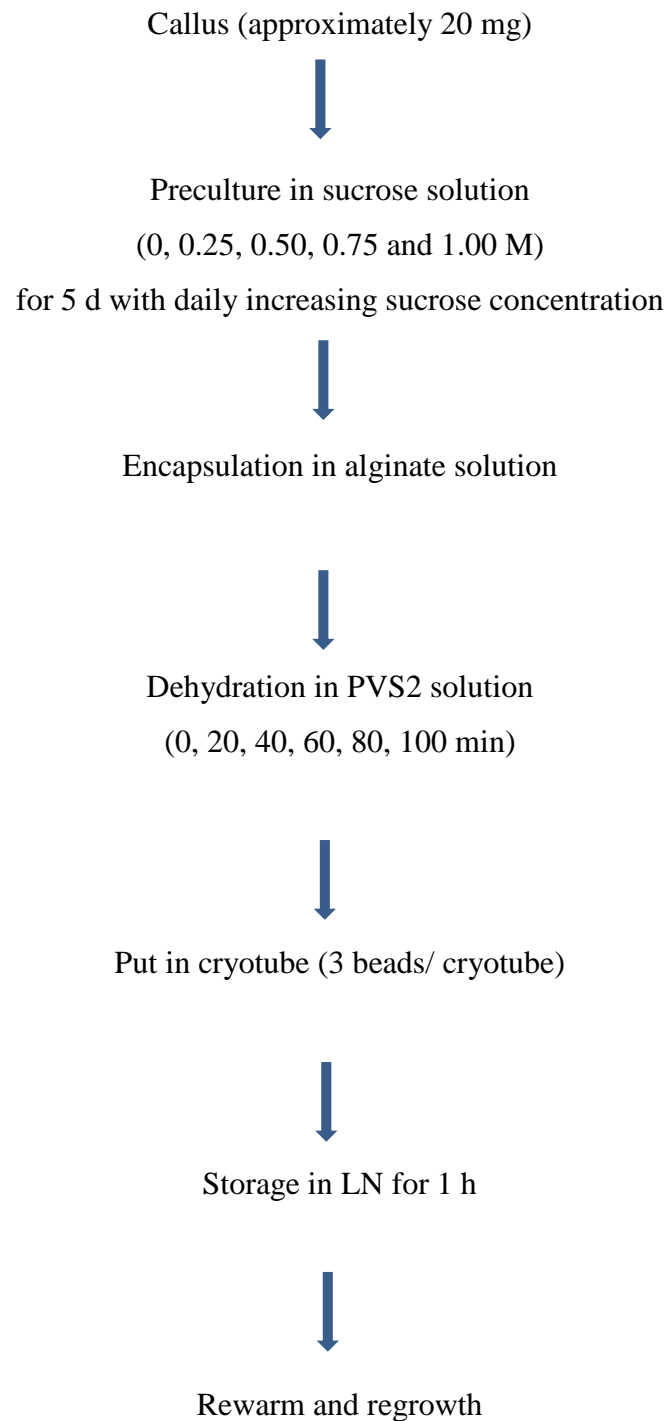 Callus (approximately 20 mg)
Preculture in sucrose solution
(0, 0.25, 0.50, 0.75 and 1.00 M)
for 5 d with daily increasing sucrose concentration
Encapsulation in alginate solution
Dehydration in PVS2 solution
(0, 20, 40, 60, 80, 100 min)
Put in cryotube (3 beads/ cryotube)
Storage in LN for 1 h
Rewarm and regrowth